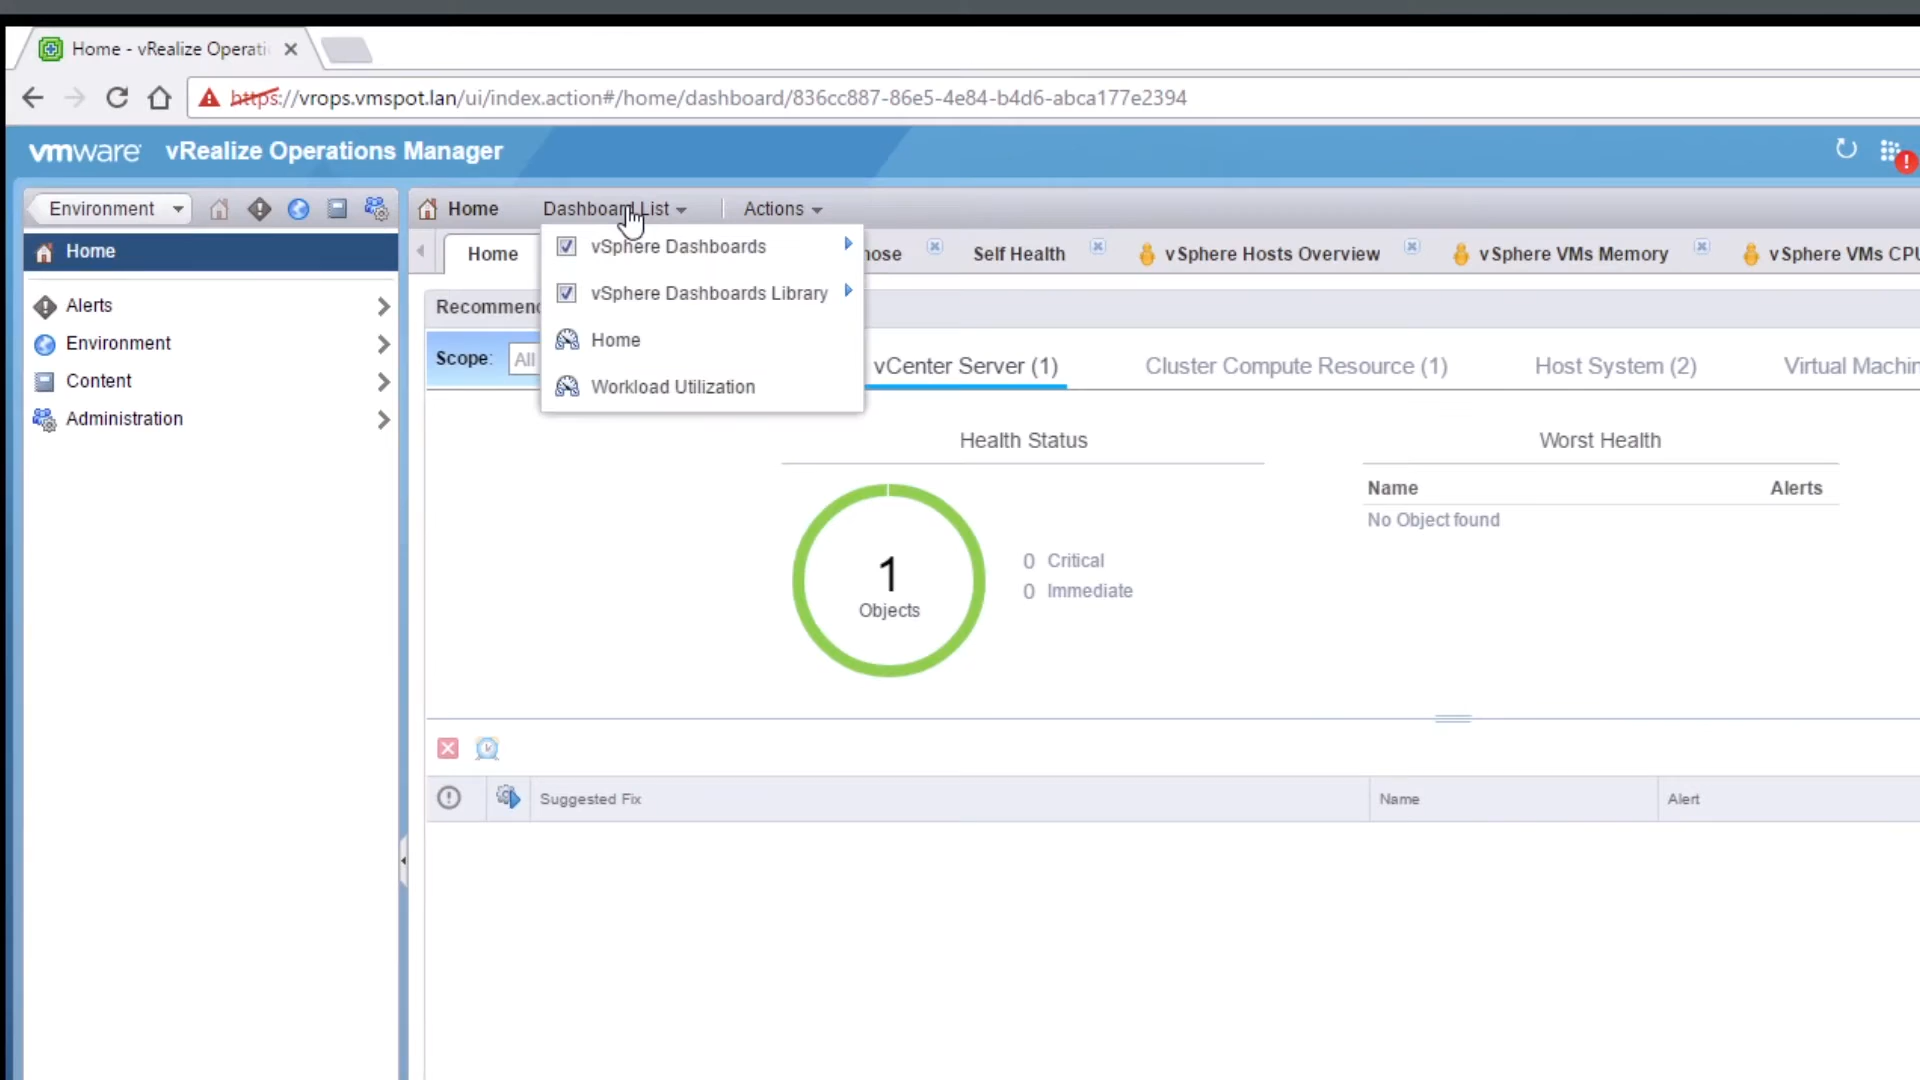 Home - vRealize Operati
https://vrops.vmspot.lan/ui/index.action#/home/dashboard/836cc887-86e5-4e84-b4d6-abca177e2394
vmware vRealize Operations Manager
Environment
Home Dashboard List Actions
Home
Alerts
Environment
Content
Administration
Home
vSphere Dashboards
vSphere Dashboards Library
Home
Workload Utilization
nose Self Health vSphere Hosts Overview vSphere VMs Memory vSphere VMs CPU
Recommen
Scope: All
vCenter Server (1) Cluster Compute Resource (1) Host System (2) Virtual Machin
Health Status
1
Objects
0 Critical
0 Immediate
Worst Health
Name Alerts
No Object found
Suggested Fix Name Alert